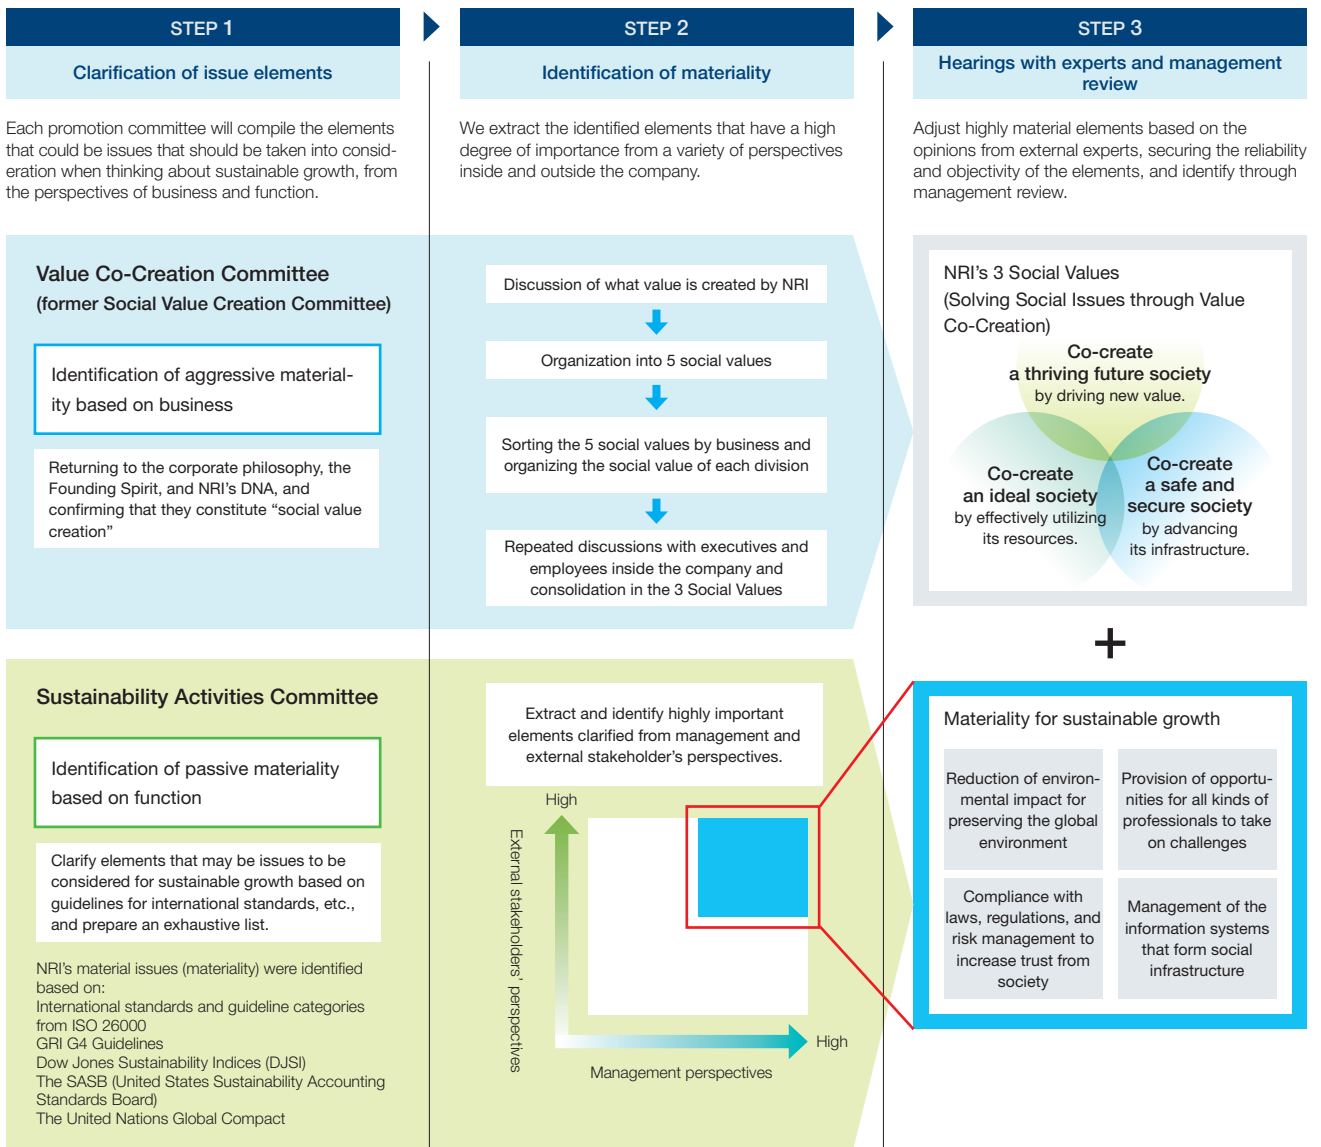 STEP 1
Clarification of issue elements
Each promotion committee will compile the elements
that could be issues that should be taken into consid-
eration when thinking about sustainable growth, from
the perspectives of business and function.
STEP 2
Identification of materiality
We extract the identified elements that have a high
degree of importance from a variety of perspectives
inside and outside the company.
STEP 3
Hearings with experts and management
review
Adjust highly material elements based on the
opinions from external experts, securing the reliability
and objectivity of the elements, and identify through
management review.
Value Co-Creation Committee
(former Social Value Creation Committee)
Identification of aggressive material-
ity based on business
Returning to the corporate philosophy, the
Founding Spirit, and NRI's DNA, and
confirming that they constitute “social value
creation”
Discussion of what value is created by NRI
Organization into 5 social values
Sorting the 5 social values by business and
organizing the social value of each division
Repeated discussions with executives and
employees inside the company and
consolidation in the 3 Social Values
NRI's 3 Social Values
(Solving Social Issues through Value
Co-Creation)
Co-create
a thriving future society
by driving new value.
Co-create
an ideal society
by effectively utilizing
its resources.
Co-create
a safe and
secure society
by advancing
its infrastructure.
+
Sustainability Activities Committee
Identification of passive materiality
based on function
Clarify elements that may be issues to be
considered for sustainable growth based on
guidelines for international standards, etc.,
and prepare an exhaustive list.
NRI's material issues (materiality) were identified
based on:
International standards and guideline categories
from ISO 26000
GRI G4 Guidelines
Dow Jones Sustainability Indices (DJSI)
The SASB (United States Sustainability Accounting
Standards Board)
The United Nations Global Compact
Extract and identify highly important
elements clarified from management and
external stakeholder's perspectives.
High
External stakeholders' perspectives
High
Management perspectives
Materiality for sustainable growth
Reduction of environ-
mental impact for
preserving the global
environment
Provision of opportu-
nities for all kinds of
professionals to take
on challenges
Compliance with
laws, regulations, and
risk management to
increase trust from
society
Management of the
information systems
that form social
infrastructure